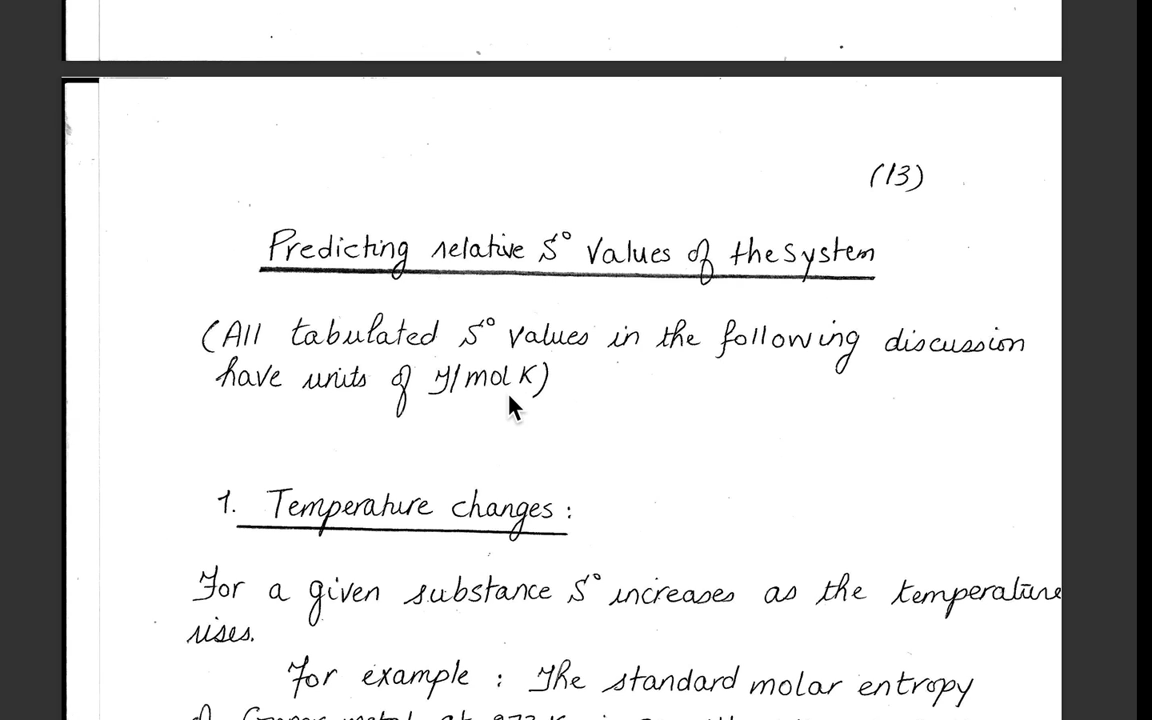 (13)
Predicting relative S° Values of the System
(All tabulated S° values in the following discussion
have units of J/mol K)
1. Temperature changes:
For a given substance S° increases as the temperature
rises.
For example: The standard molar entropy